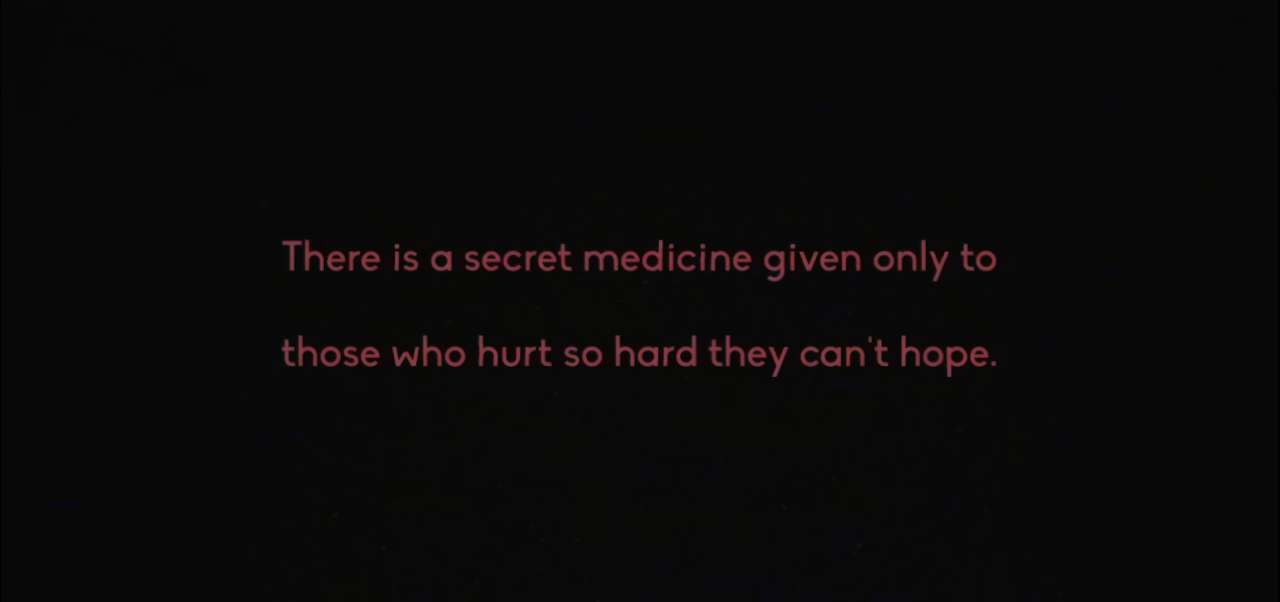 There is a secret medicine given only to
those who hurt so hard they can't hope.